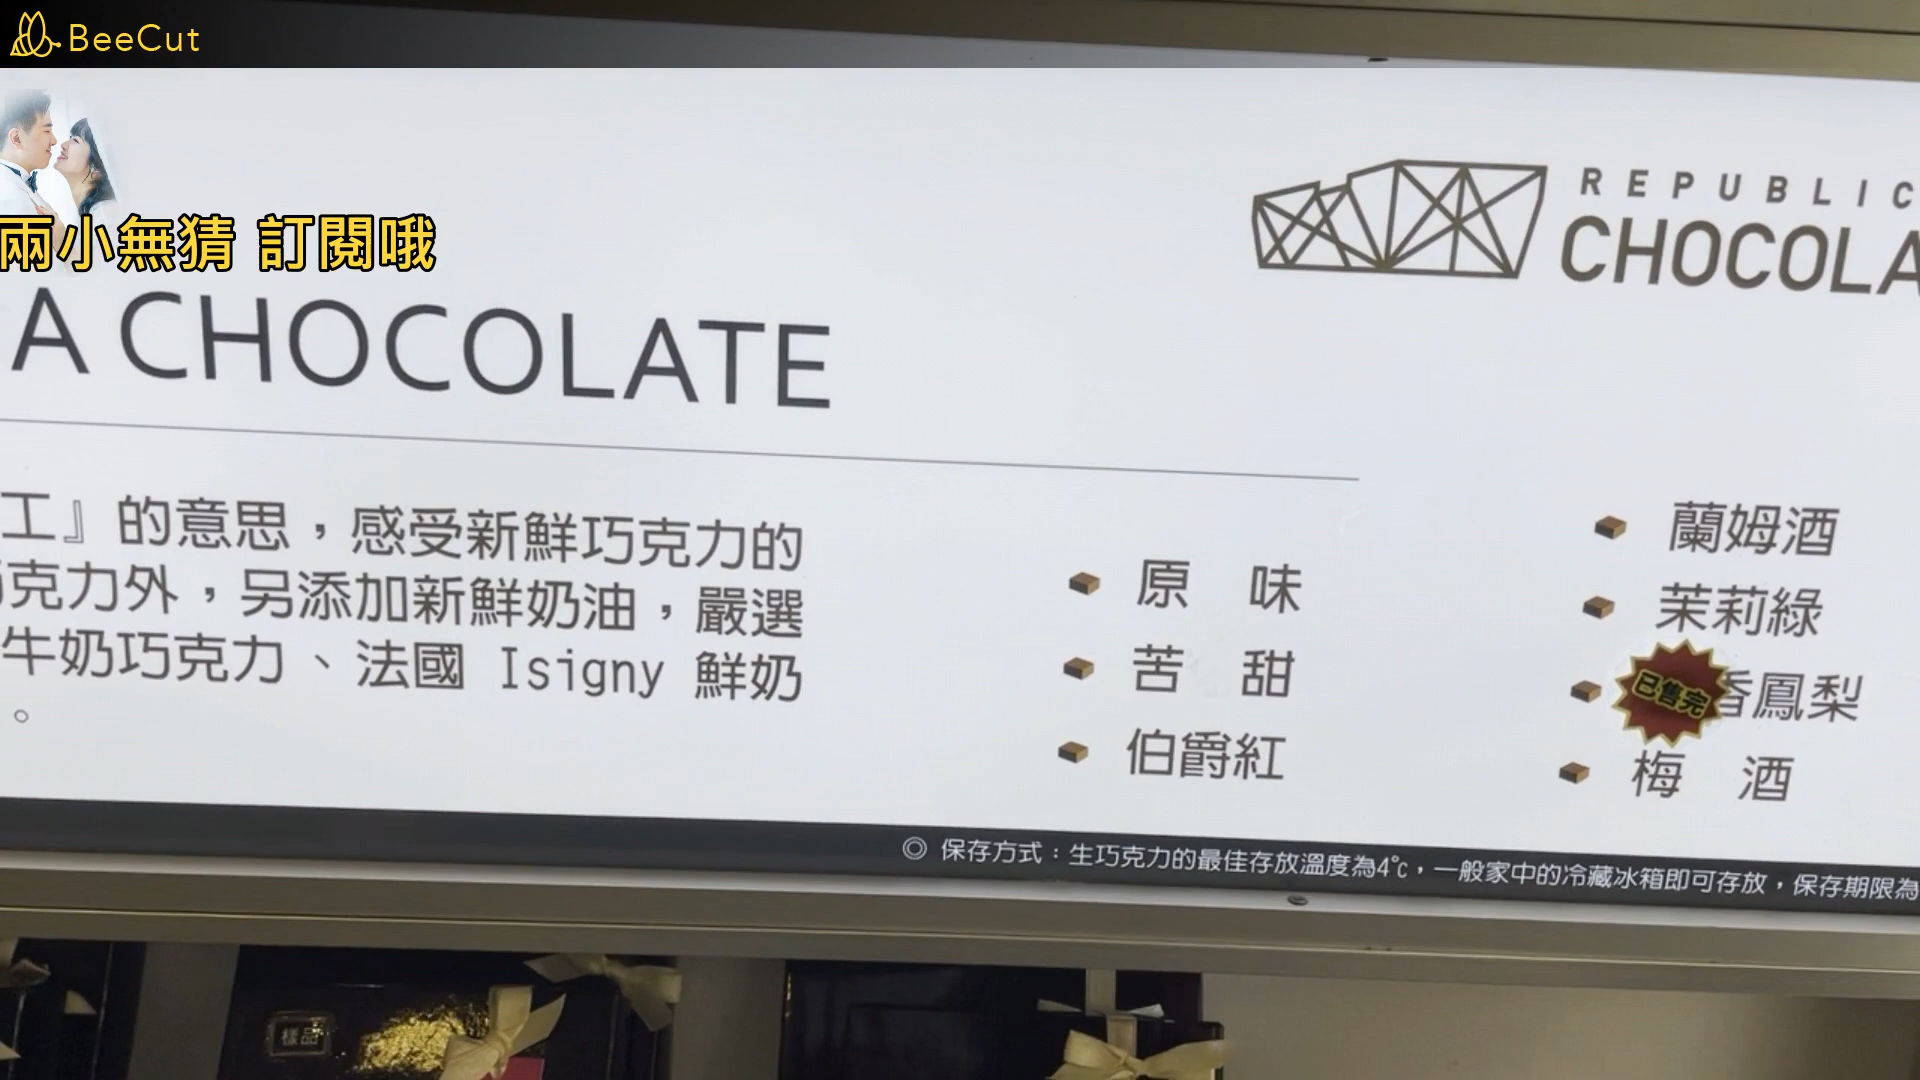 BeeCut
兩小無猜 訂閱哦
REPUBLIC
CHOCOLA
A CHOCOLATE
工』的意思，感受新鮮巧克力的
克力外，另添加新鮮奶油，嚴選
牛奶巧克力、法國 Isigny 鮮奶
。
原 味
苦 甜
伯爵紅
蘭姆酒
茉莉綠
已售完
香鳳梨
梅 酒
◎ 保存方式：生巧克力的最佳存放溫度為4℃，一般家中的冷藏冰箱即可存放，保存期限為
樣品